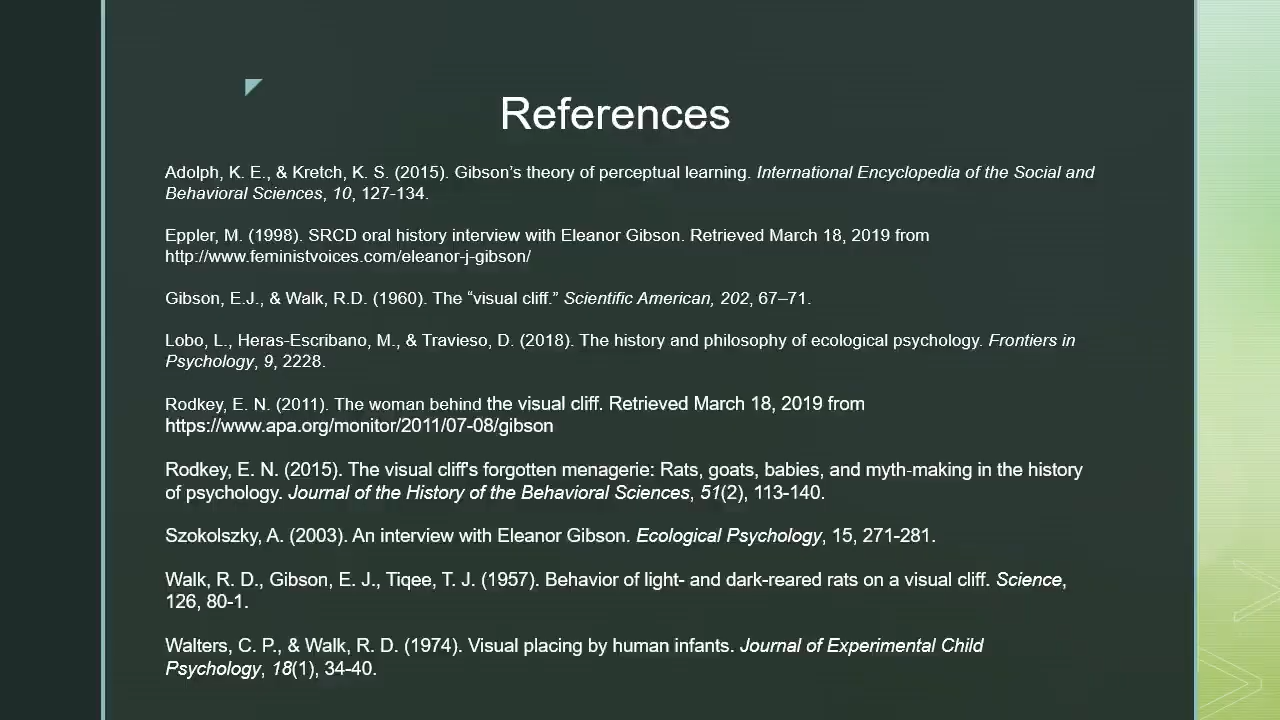 References
Adolph, K. E., & Kretch, K. S. (2015). Gibson’s theory of perceptual learning. International Encyclopedia of the Social and
Behavioral Sciences, 10, 127-134.
Eppler, M. (1998). SRCD oral history interview with Eleanor Gibson. Retrieved March 18, 2019 from
http://www.feministvoices.com/eleanor-j-gibson/
Gibson, E.J., & Walk, R.D. (1960). The “visual cliff.” Scientific American, 202, 67–71.
Lobo, L., Heras-Escribano, M., & Travieso, D. (2018). The history and philosophy of ecological psychology. Frontiers in
Psychology, 9, 2228.
Rodkey, E. N. (2011). The woman behind the visual cliff. Retrieved March 18, 2019 from
https://www.apa.org/monitor/2011/07-08/gibson
Rodkey, E. N. (2015). The visual cliff's forgotten menagerie: Rats, goats, babies, and myth-making in the history
of psychology. Journal of the History of the Behavioral Sciences, 51(2), 113-140.
Szokolszky, A. (2003). An interview with Eleanor Gibson. Ecological Psychology, 15, 271-281.
Walk, R. D., Gibson, E. J., Tiqee, T. J. (1957). Behavior of light- and dark-reared rats on a visual cliff. Science,
126, 80-1.
Walters, C. P., & Walk, R. D. (1974). Visual placing by human infants. Journal of Experimental Child
Psychology, 18(1), 34-40.